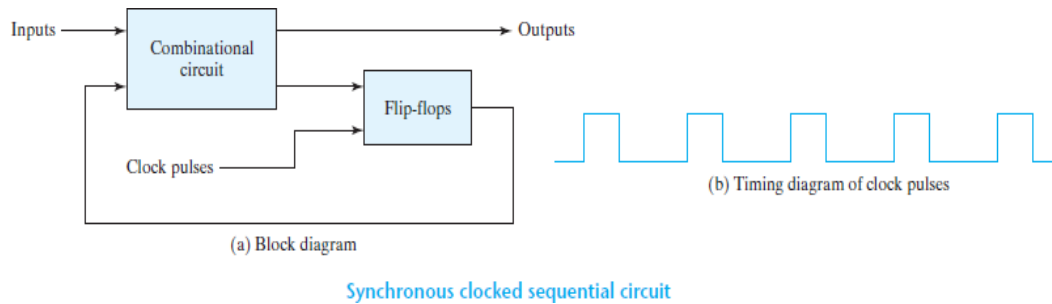 Inputs
Outputs
Combinational
circuit
Flip-flops
Clock pulses
(a) Block diagram
(b) Timing diagram of clock pulses
Synchronous clocked sequential circuit